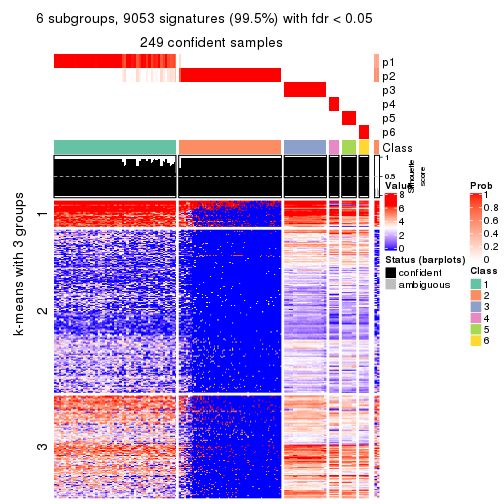 6 subgroups, 9053 signatures (99.5%) with fdr < 0.05
249 confident samples
p1
p2
p3
p4
p5
p6
Class
1
0.5
0
Silhouette
score
k-means with 3 groups
1
2
3
Value
8
6
4
2
0
Status (barplots)
confident
ambiguous
Prob
1
0.8
0.6
0.4
0.2
0
Class
1
2
3
4
5
6